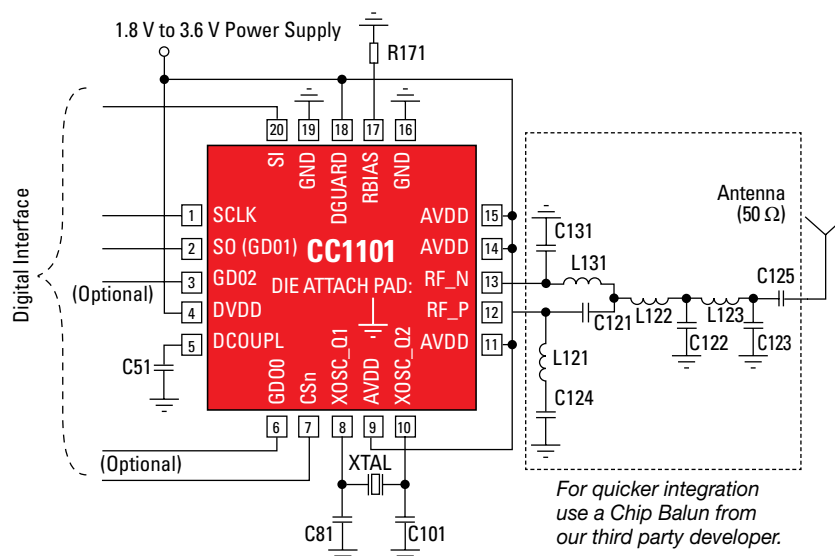 1.8 V to 3.6 V Power Supply
R171
20
19
18
17
16
SI
GND
DGUARD
RBIAS
GND
Digital Interface
1
SCLK
2
SO (GD01)
3
GD02
(Optional)
4
DVDD
5
DCOUPL
C51
CC1101
DIE ATTACH PAD:
AVDD
15
AVDD
14
RF_N
13
RF_P
12
AVDD
11
GD00
CSn
XOSC_Q1
AVDD
XOSC_Q2
6
7
8
9
10
(Optional)
XTAL
C81
C101
Antenna
(50 Ω)
C131
L131
C125
C121
L122
L123
C122
C123
L121
C124
For quicker integration
use a Chip Balun from
our third party developer.